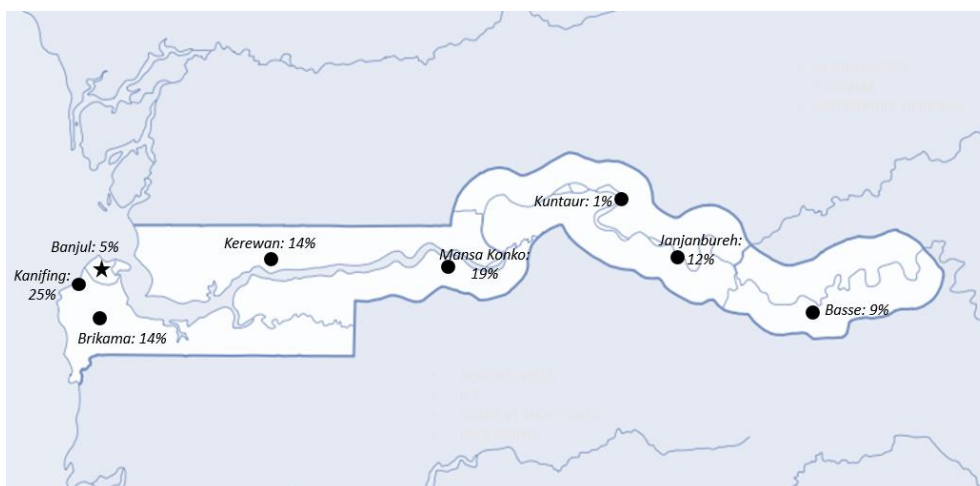 Kuntaur: 1%
Banjul: 5%
Kerewan: 14%
Mansa Konko:
19%
Janjanbureh:
12%
Kanifing:
25%
Basse: 9%
Brikama: 14%